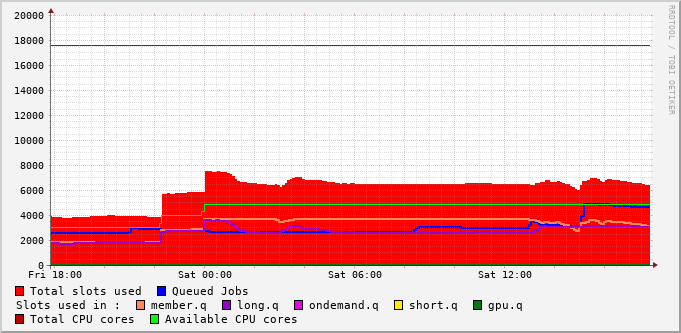 20000
18000
16000
14000
12000
10000
8000
6000
4000
2000
0
Fri 18:00 Sat 00:00 Sat 06:00 Sat 12:00
Total slots used Queued Jobs
Slots used in : member.q long.q ondemand.q short.q gpu.q
Total CPU cores Available CPU cores
RRDTOOL / TOBI OETIKER